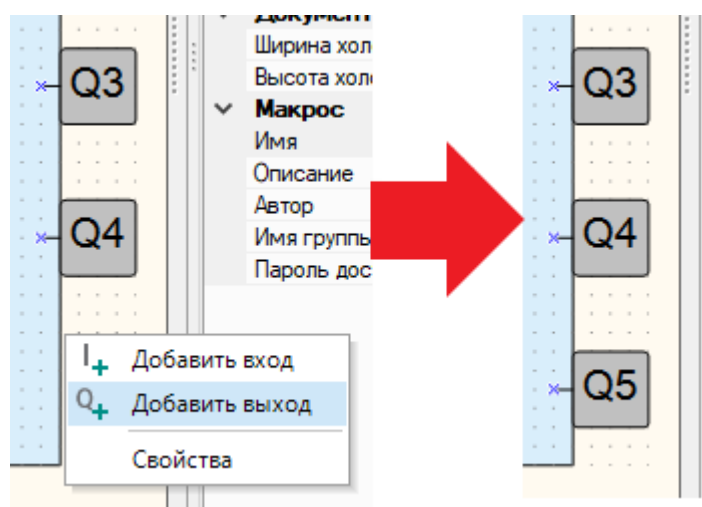 Документ
Ширина хол
Высота холо
Макрос
Имя
Описание
Автор
Имя группы
Пароль дос
Q3
Q4
Добавить вход
Добавить выход
Свойства
Q3
Q4
Q5